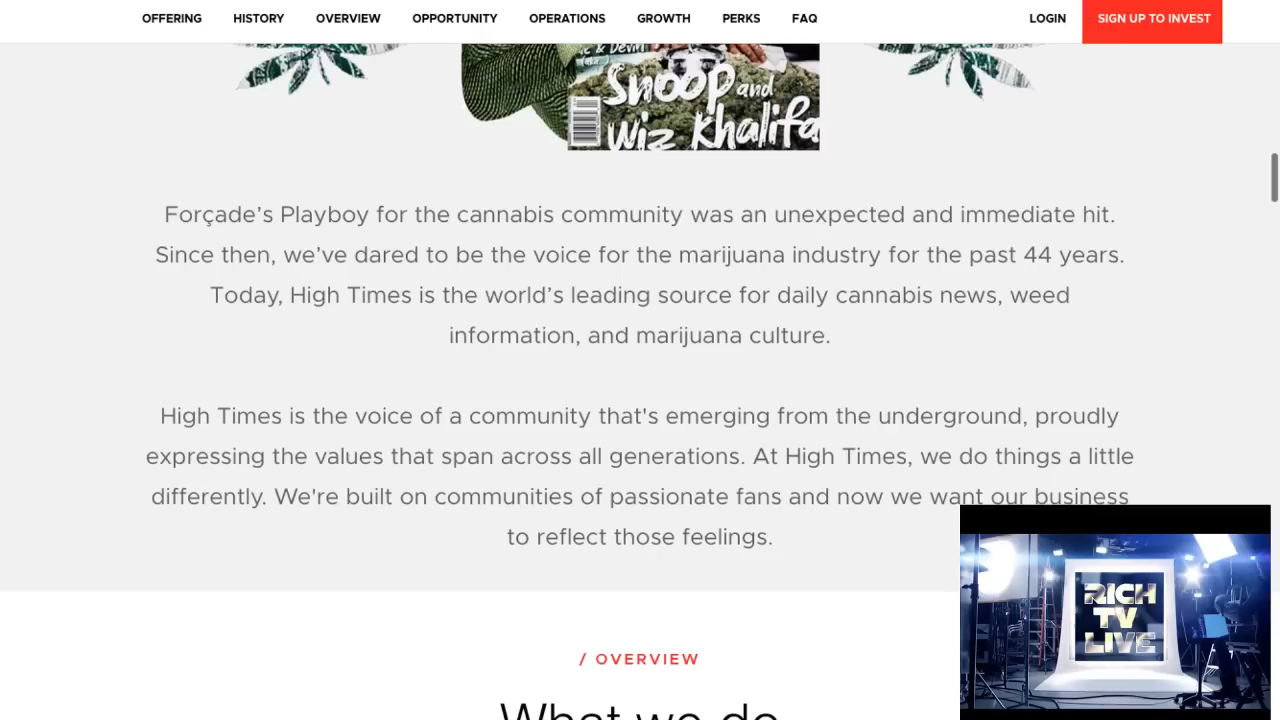 OFFERING HISTORY OVERVIEW OPPORTUNITY OPERATIONS GROWTH PERKS FAQ LOGIN SIGN UP TO INVEST
Snoop and
Wiz Khalifa
Forçade’s Playboy for the cannabis community was an unexpected and immediate hit.
Since then, we’ve dared to be the voice for the marijuana industry for the past 44 years.
Today, High Times is the world’s leading source for daily cannabis news, weed
information, and marijuana culture.
High Times is the voice of a community that's emerging from the underground, proudly
expressing the values that span across all generations. At High Times, we do things a little
differently. We're built on communities of passionate fans and now we want our business
to reflect those feelings.
RICH
TV
LIVE
/ OVERVIEW
What we do